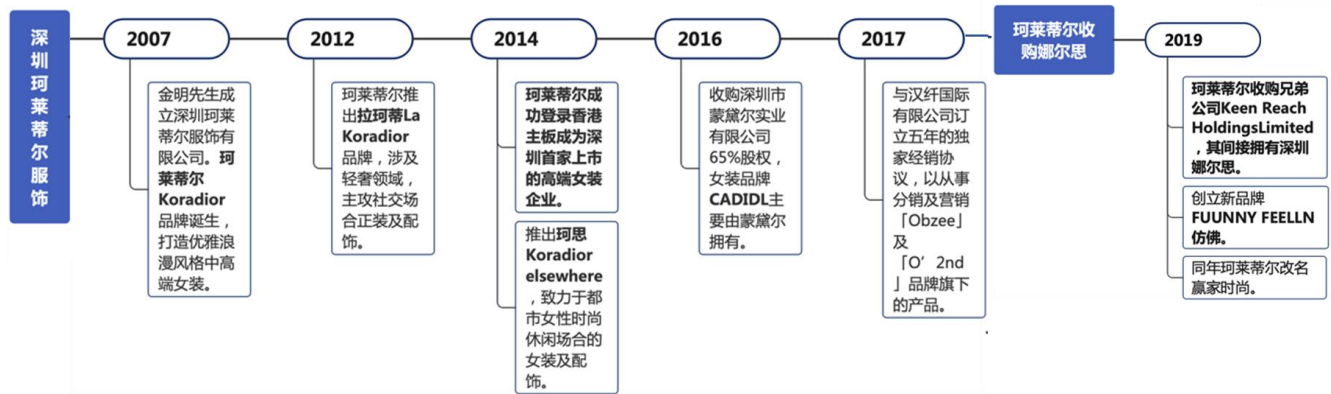 深圳珂莱蒂尔服饰
2007
金明先生成
立深圳珂莱
蒂尔服饰有
限公司。珂
莱蒂尔
Koradior
品牌诞生，
打造优雅浪
漫风格中高
端女装。
2012
珂莱蒂尔推
出拉珂蒂La
Koradior
品牌，涉及
轻奢领域，
主攻社交场
合正装及配
饰。
2014
珂莱蒂尔成
功登录香港
主板成为深
圳首家上市
的高端女装
企业。
推出珂思
Koradior
elsewhere
，致力于都
市女性时尚
休闲场合的
女装及配
饰。
2016
收购深圳市
蒙黛尔实业
有限公司
65%股权，
女装品牌
CADIDL主
要由蒙黛尔
拥有。
2017
与汉纤国际
有限公司订
立五年的独
家经销协
议，以从事
分销及营销
「Obzee」
及
「O’2nd
」品牌旗下
的产品。
珂莱蒂尔收
购娜尔思
2019
珂莱蒂尔收购兄弟
公司Keen Reach
HoldingsLimited
，其间接拥有深圳
娜尔思。
创立新品牌
FUUNNY FEELLN
仿佛。
同年珂莱蒂尔改名
赢家时尚。